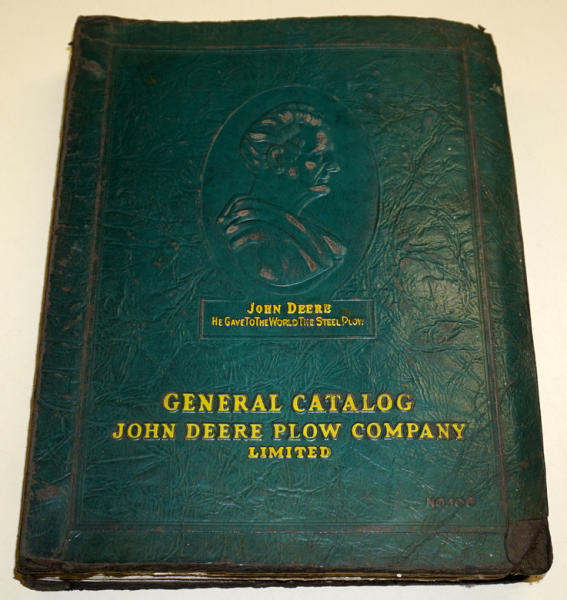 JOHN DEERE
HE GAVE TO THE WORLD THE STEEL PLOW
GENERAL CATALOG
JOHN DEERE PLOW COMPANY
LIMITED